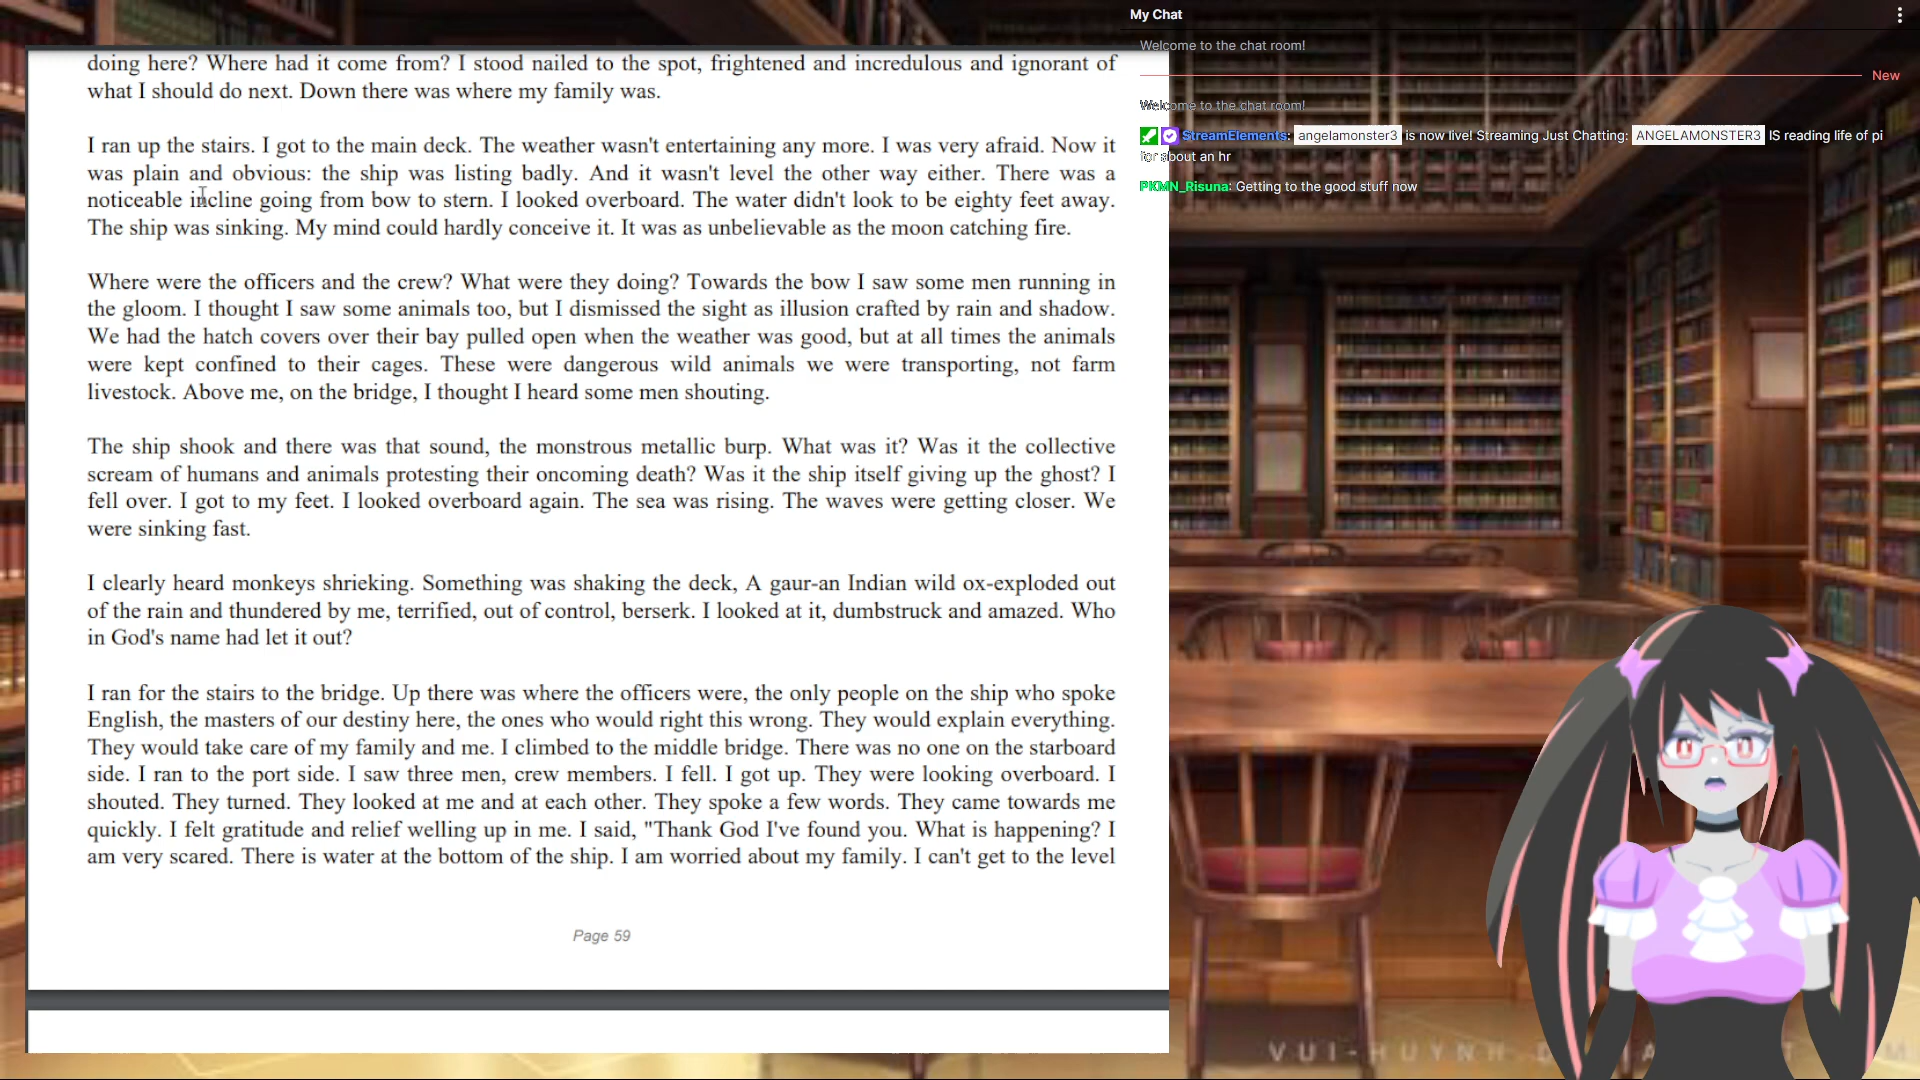 doing here? Where had it come from? I stood nailed to the spot, frightened and incredulous and ignorant of
what I should do next. Down there was where my family was.
I ran up the stairs. I got to the main deck. The weather wasn't entertaining any more. I was very afraid. Now it
was plain and obvious: the ship was listing badly. And it wasn't level the other way either. There was a
noticeable incline going from bow to stern. I looked overboard. The water didn't look to be eighty feet away.
The ship was sinking. My mind could hardly conceive it. It was as unbelievable as the moon catching fire.
Where were the officers and the crew? What were they doing? Towards the bow I saw some men running in
the gloom. I thought I saw some animals too, but I dismissed the sight as illusion crafted by rain and shadow.
We had the hatch covers over their bay pulled open when the weather was good, but at all times the animals
were kept confined to their cages. These were dangerous wild animals we were transporting, not farm
livestock. Above me, on the bridge, I thought I heard some men shouting.
The ship shook and there was that sound, the monstrous metallic burp. What was it? Was it the collective
scream of humans and animals protesting their oncoming death? Was it the ship itself giving up the ghost? I
fell over. I got to my feet. I looked overboard again. The sea was rising. The waves were getting closer. We
were sinking fast.
I clearly heard monkeys shrieking. Something was shaking the deck, A gaur-an Indian wild ox-exploded out
of the rain and thundered by me, terrified, out of control, berserk. I looked at it, dumbstruck and amazed. Who
in God's name had let it out?
I ran for the stairs to the bridge. Up there was where the officers were, the only people on the ship who spoke
English, the masters of our destiny here, the ones who would right this wrong. They would explain everything.
They would take care of my family and me. I climbed to the middle bridge. There was no one on the starboard
side. I ran to the port side. I saw three men, crew members. I fell. I got up. They were looking overboard. I
shouted. They turned. They looked at me and at each other. They spoke a few words. They came towards me
quickly. I felt gratitude and relief welling up in me. I said, "Thank God I've found you. What is happening? I
am very scared. There is water at the bottom of the ship. I am worried about my family. I can't get to the level
Page 59
My Chat
Welcome to the chat room!
New
Welcome to the chat room!
StreamElements: angelamonster3 is now live! Streaming Just Chatting: ANGELAMONSTER3 IS reading life of pi
for about an hr
PKMN_Risuna: Getting to the good stuff now